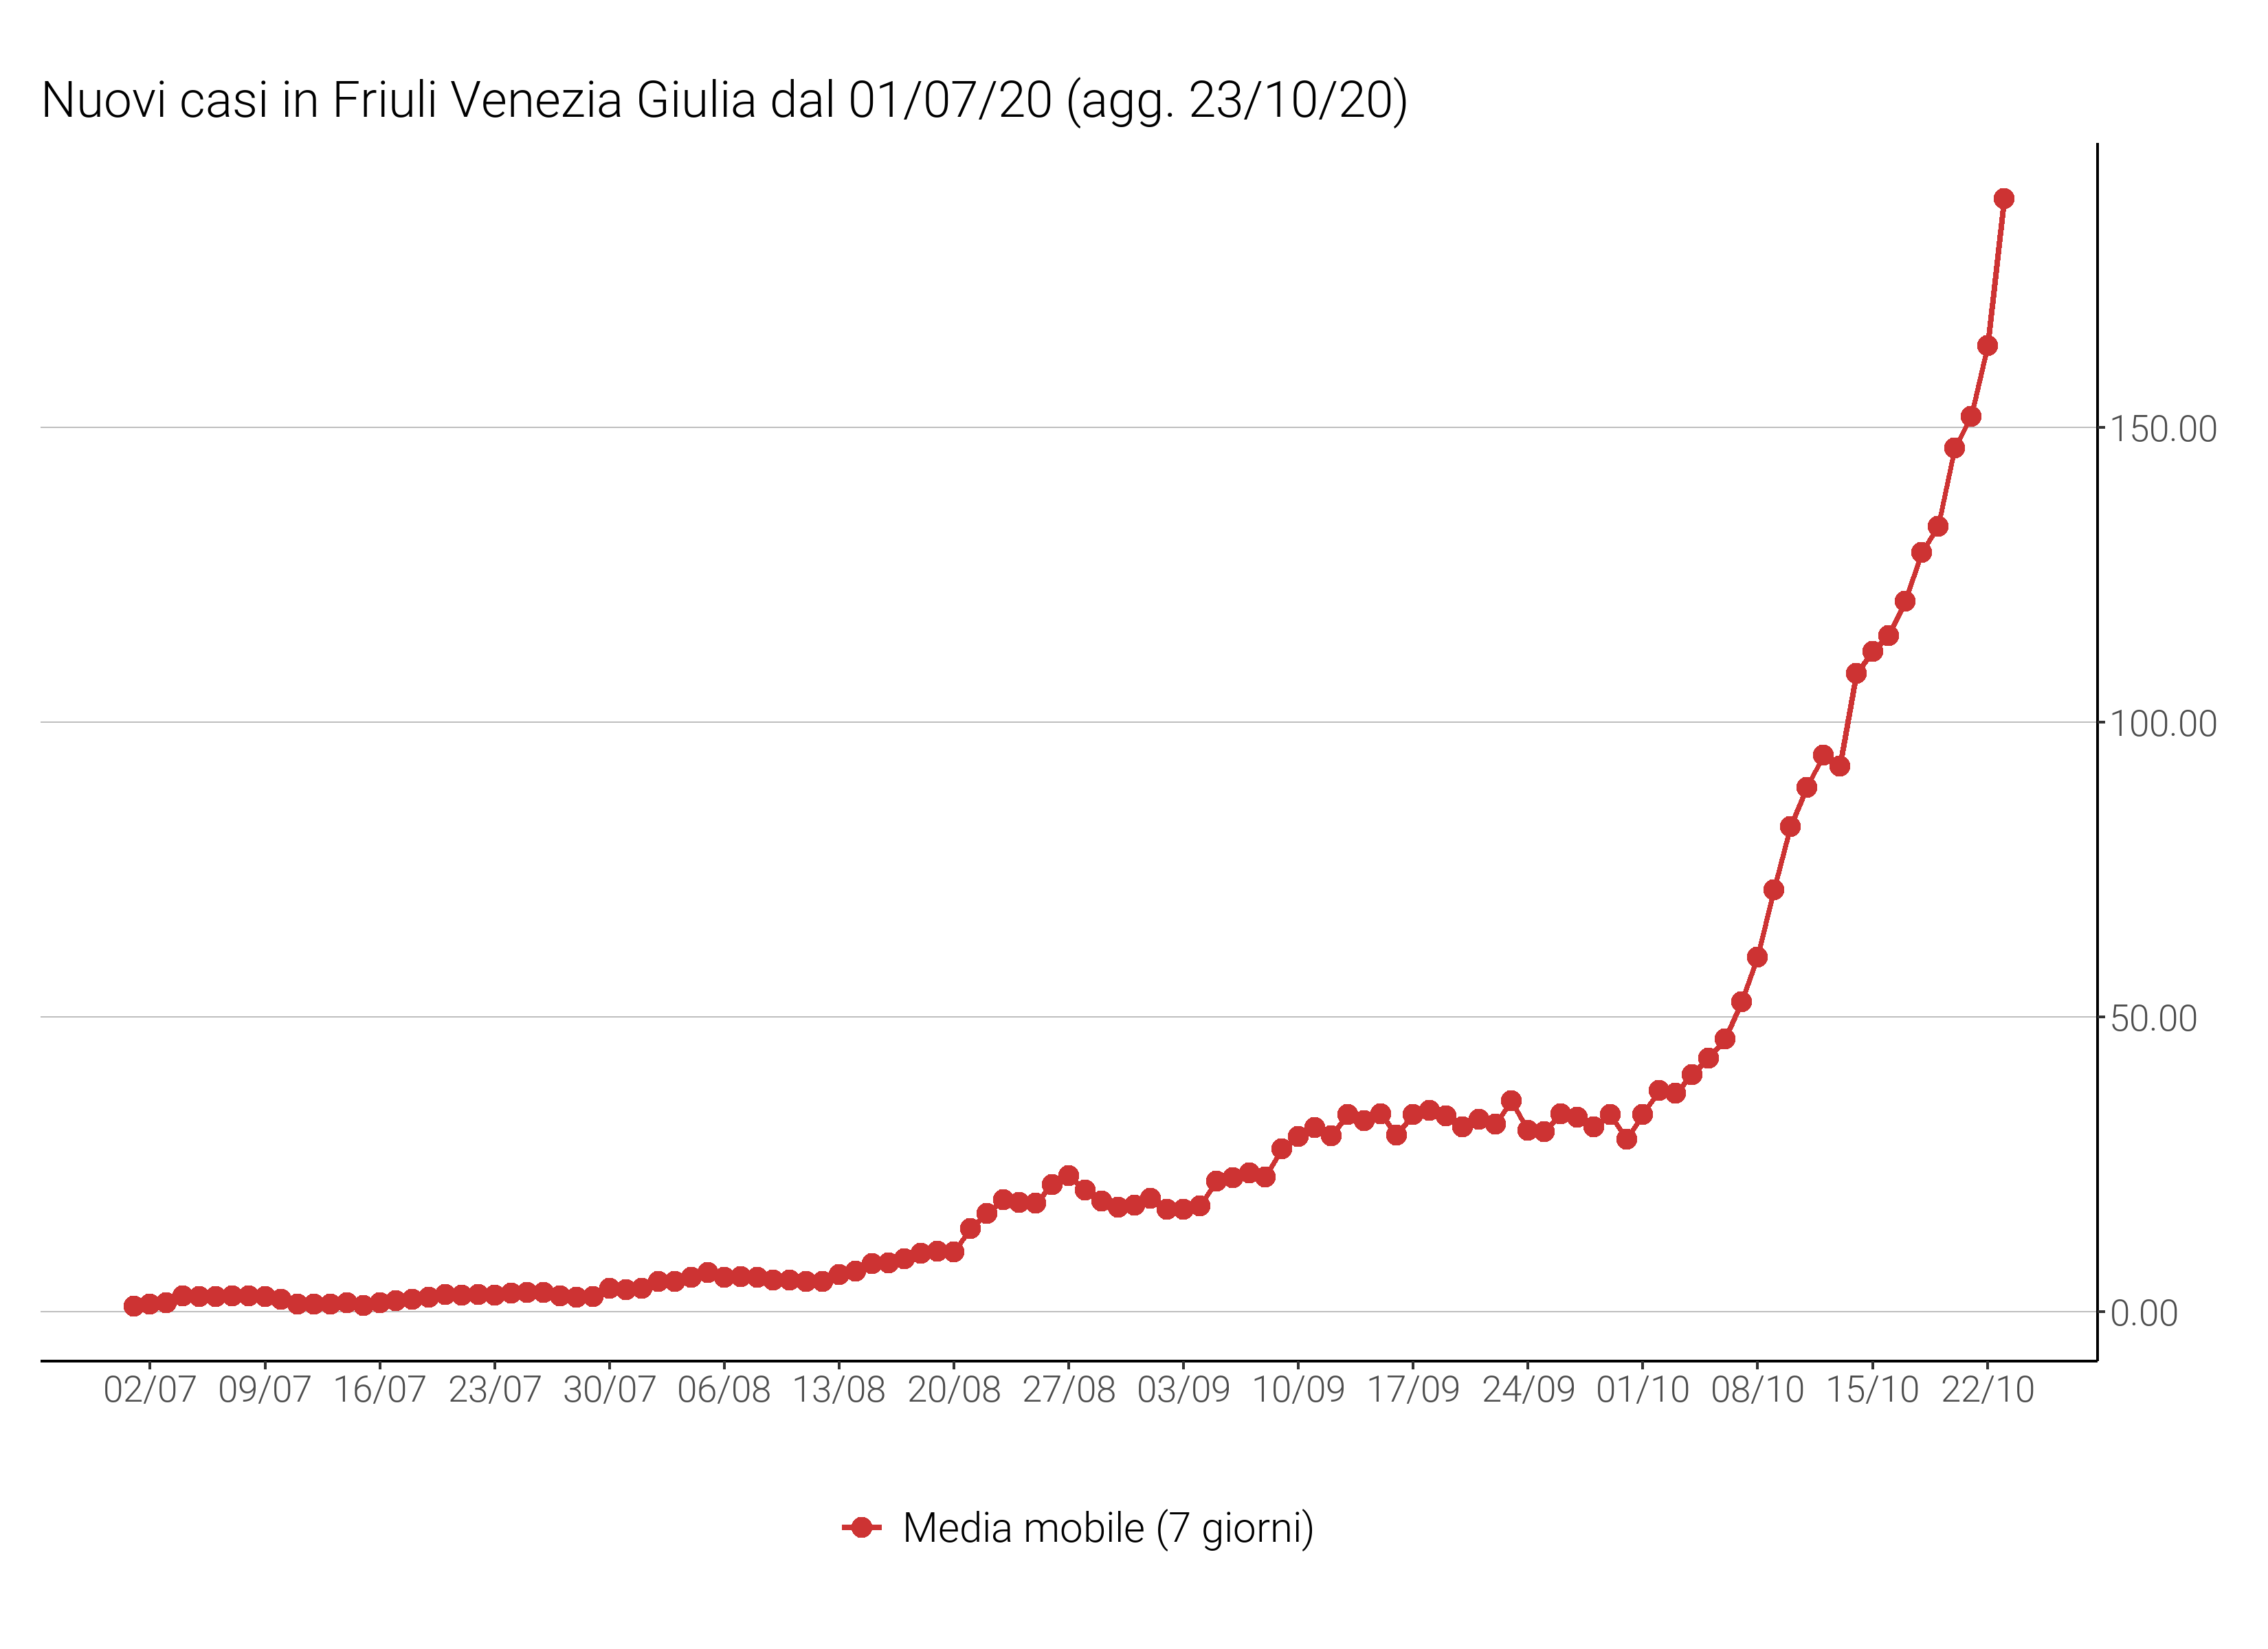 Nuovi casi in Friuli Venezia Giulia dal 01/07/20 (agg. 23/10/20)
150.00
100.00
50.00
0.00
02/07 09/07 16/07 23/07 30/07 06/08 13/08 20/08 27/08 03/09 10/09 17/09 24/09 01/10 08/10 15/10 22/10
Media mobile (7 giorni)